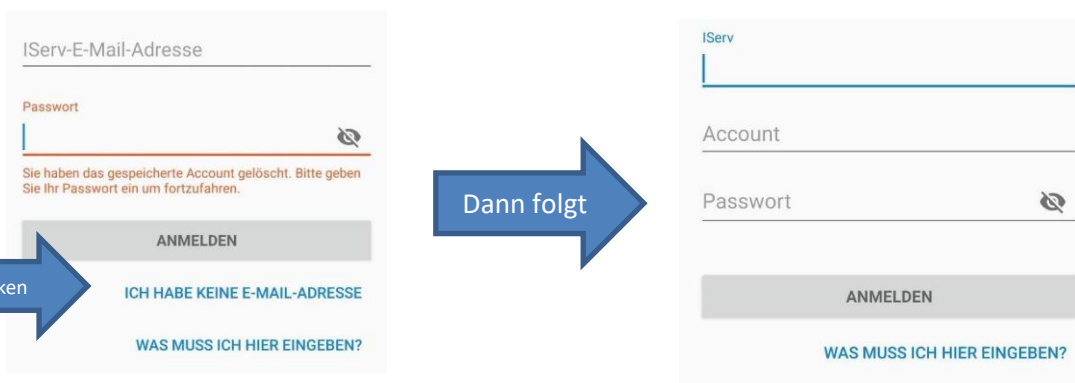 IServ-E-Mail-Adresse
Passwort
Sie haben das gespeicherte Account gelöscht. Bitte geben
Sie Ihr Passwort ein um fortzufahren.
ANMELDEN
ken
ICH HABE KEINE E-MAIL-ADRESSE
WAS MUSS ICH HIER EINGEBEN?
Dann folgt
IServ
Account
Passwort
ANMELDEN
WAS MUSS ICH HIER EINGEBEN?